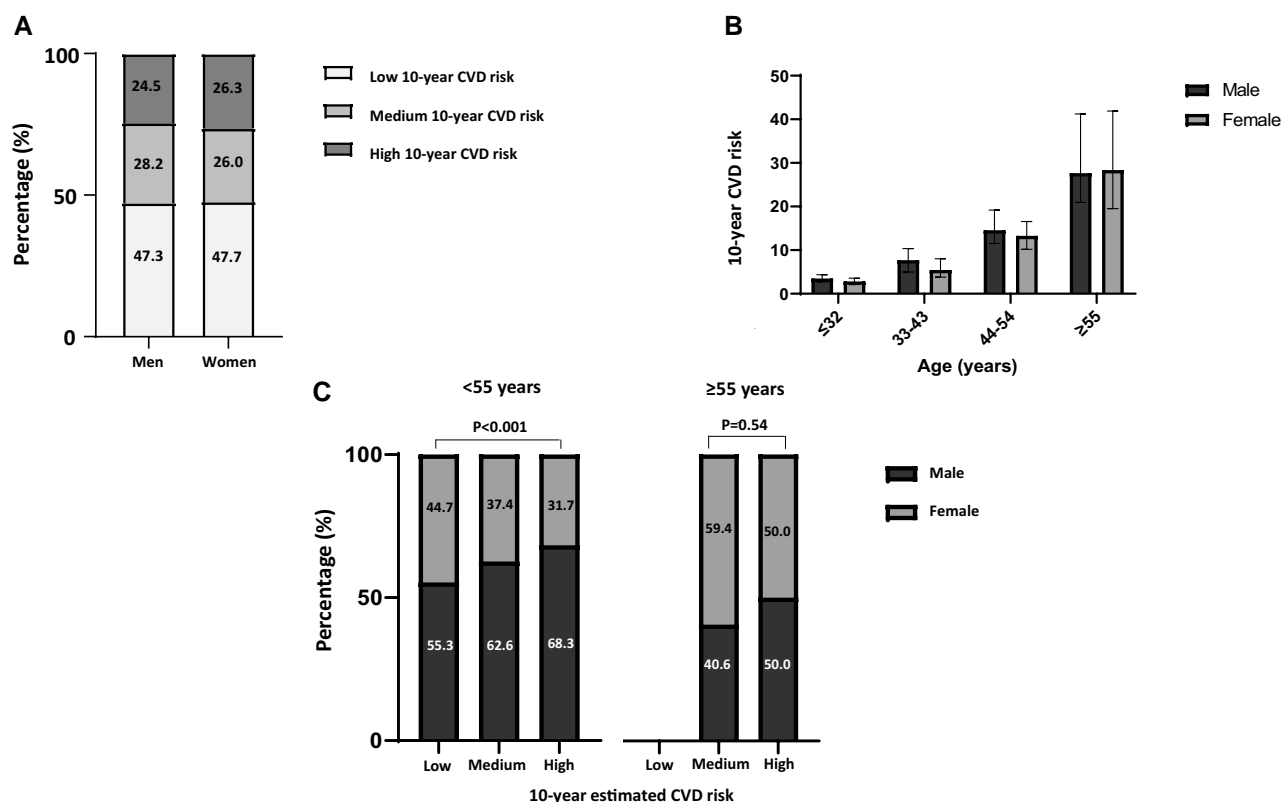 A
Percentage (%)
100
50
0
24.5
26.3
28.2
26.0
47.3
47.7
Men
Women
Low 10-year CVD risk
Medium 10-year CVD risk
High 10-year CVD risk
B
10-year CVD risk
50
40
30
20
10
0
≤32
33-43
44-54
≥55
Age (years)
Male
Female
C
<55 years
≥55 years
P<0.001
P=0.54
Percentage (%)
100
50
0
44.7
37.4
31.7
59.4
50.0
55.3
62.6
68.3
40.6
50.0
Low
Medium
High
Low
Medium
High
10-year estimated CVD risk
Male
Female